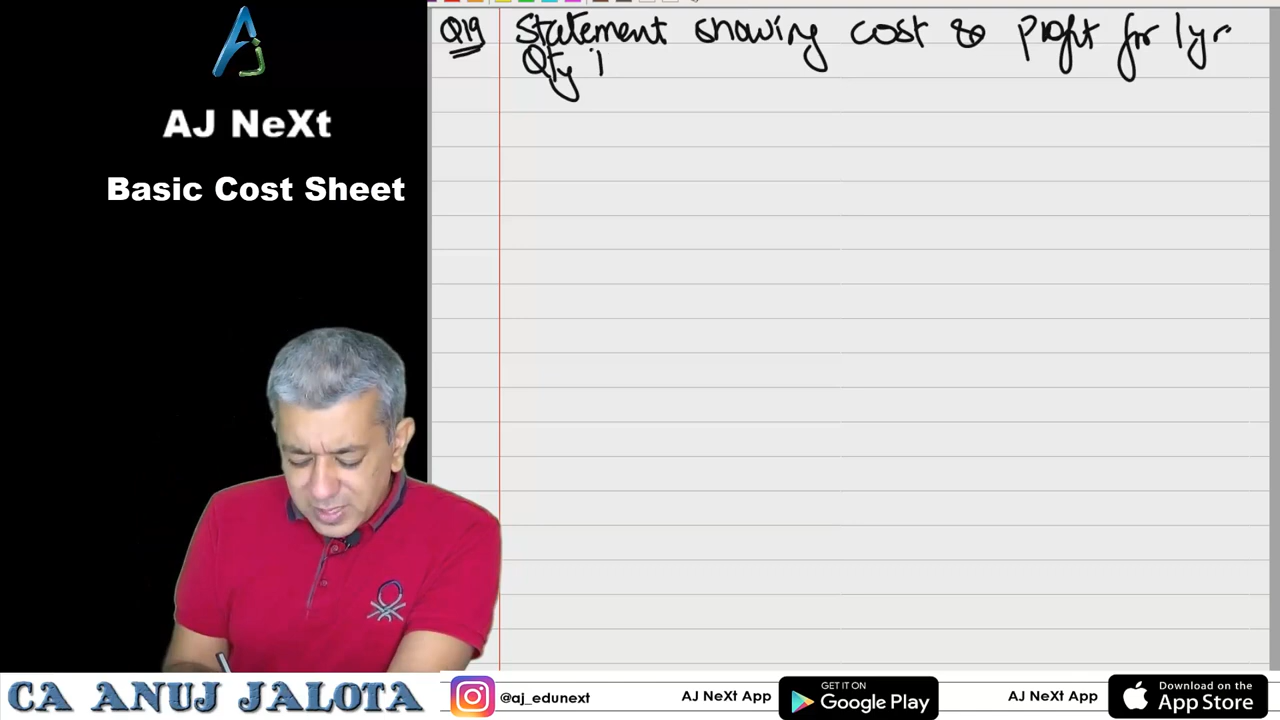 AJ NeXt
Basic Cost Sheet
Q19 Statement showing cost & Profit for 1yr
Qty i
CA ANUJ JALOTA
@aj_edunext
AJ NeXt App
GET IT ON
Google Play
AJ NeXt App
Download on the
App Store